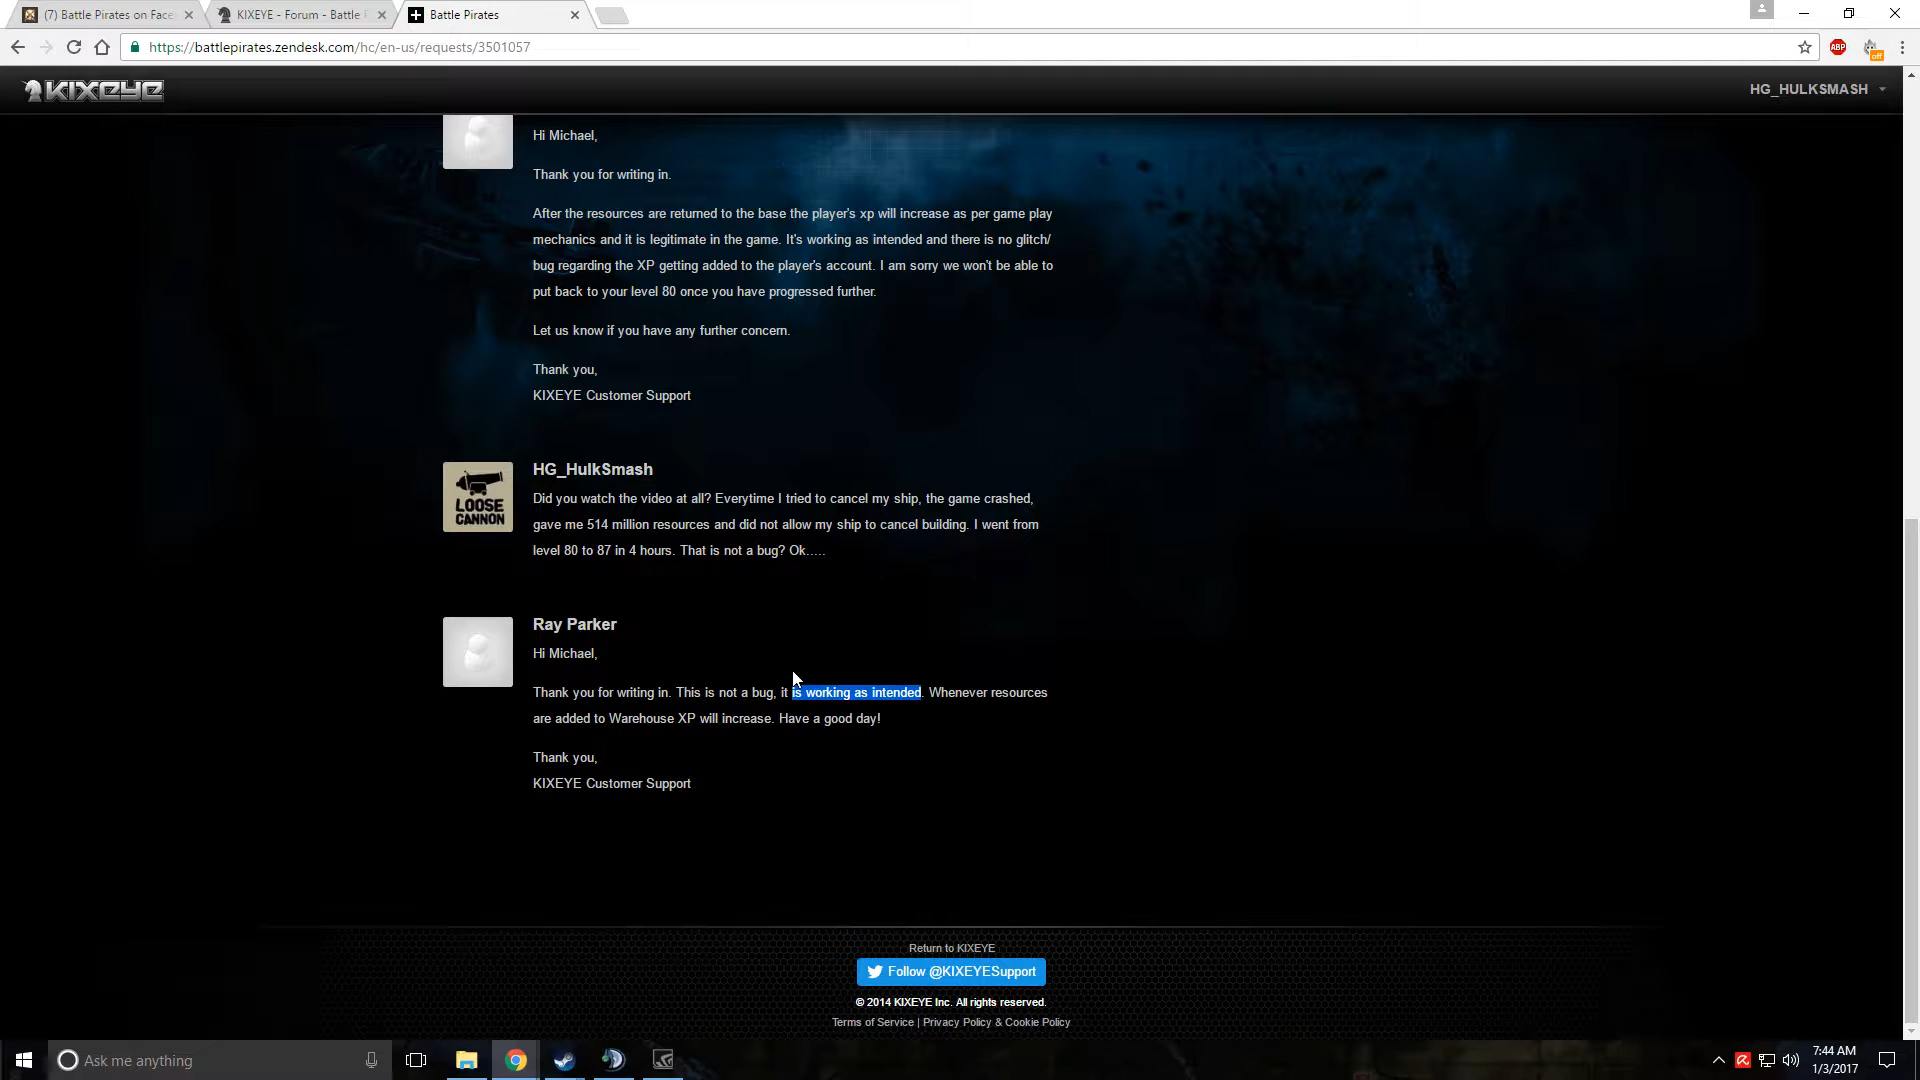 (7) Battle Pirates on Face
KIXEYE - Forum - Battle P
Battle Pirates
https://battlepirates.zendesk.com/hc/en-us/requests/3501057
ABP
off
KIXEYE
HG_HULKSMASH
Hi Michael,
Thank you for writing in.
After the resources are returned to the base the player's xp will increase as per game play
mechanics and it is legitimate in the game. It's working as intended and there is no glitch/
bug regarding the XP getting added to the player's account. I am sorry we won't be able to
put back to your level 80 once you have progressed further.
Let us know if you have any further concern.
Thank you,
KIXEYE Customer Support
HG_HulkSmash
LOOSE
CANNON
Did you watch the video at all? Everytime I tried to cancel my ship, the game crashed,
gave me 514 million resources and did not allow my ship to cancel building. I went from
level 80 to 87 in 4 hours. That is not a bug? Ok.....
Ray Parker
Hi Michael,
Thank you for writing in. This is not a bug, it is working as intended. Whenever resources
are added to Warehouse XP will increase. Have a good day!
Thank you,
KIXEYE Customer Support
Return to KIXEYE
Follow @KIXEYESupport
© 2014 KIXEYE Inc. All rights reserved.
Terms of Service | Privacy Policy & Cookie Policy
Ask me anything
7:44 AM
1/3/2017